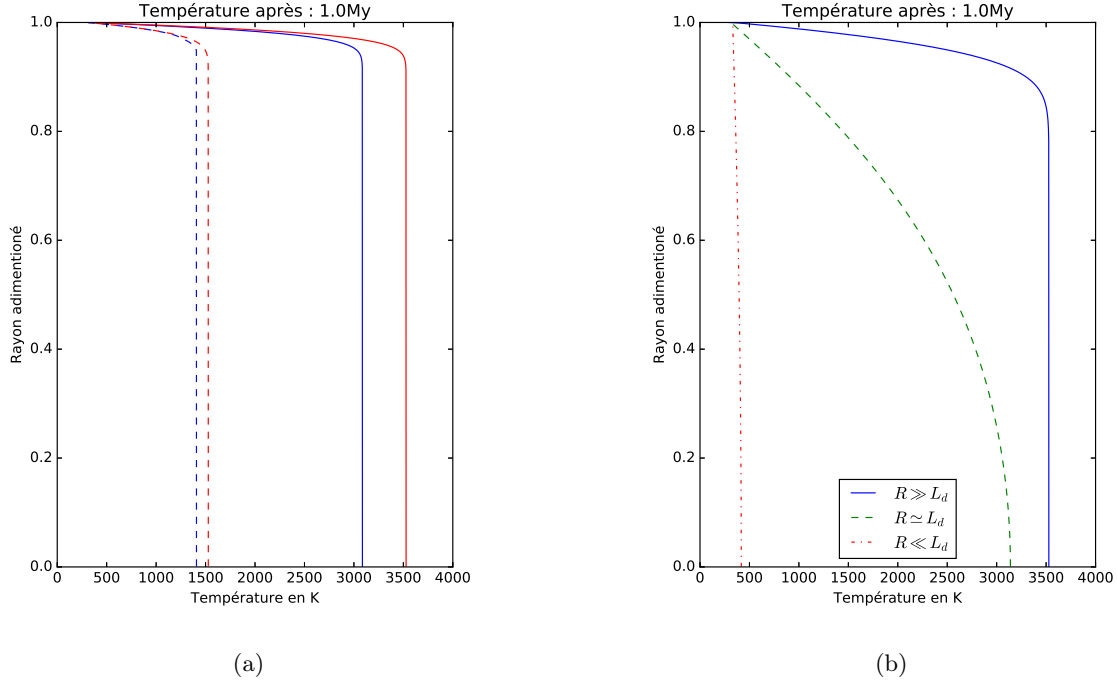 Température après : 1.0My
1.0
0.8
0.6
0.4
0.2
0.0
Rayon adimentioné
0 500 1000 1500 2000 2500 3000 3500 4000
Température en K
(a)
Température après : 1.0My
1.0
0.8
0.6
0.4
0.2
0.0
Rayon adimentioné
R ≫ L_d
R ≃ L_d
R ≪ L_d
0 500 1000 1500 2000 2500 3000 3500 4000
Température en K
(b)